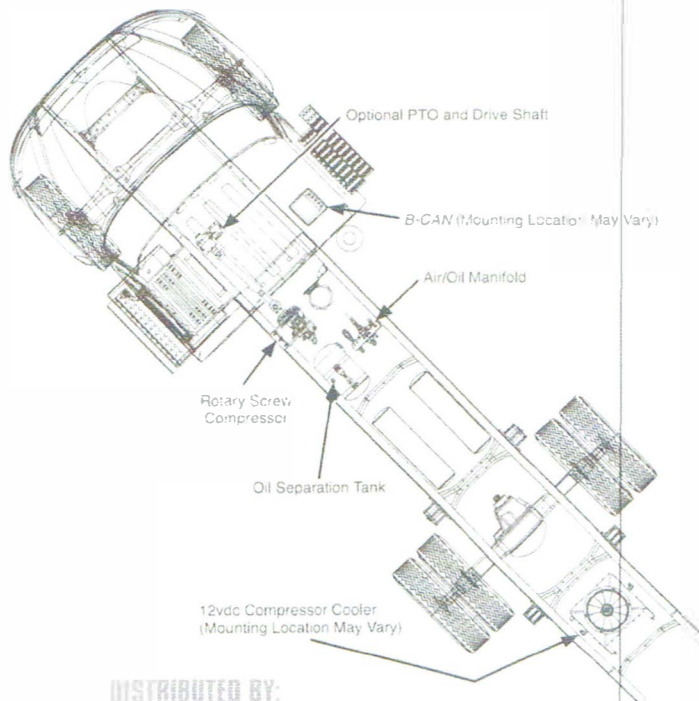 Optional PTO and Drive Shaft
B-CAN (Mounting Location May Vary)
Air/Oil Manifold
Rotary Screw
Compressor
Oil Separation Tank
12vdc Compressor Cooler
(Mounting Location May Vary)
DISTRIBUTED BY: